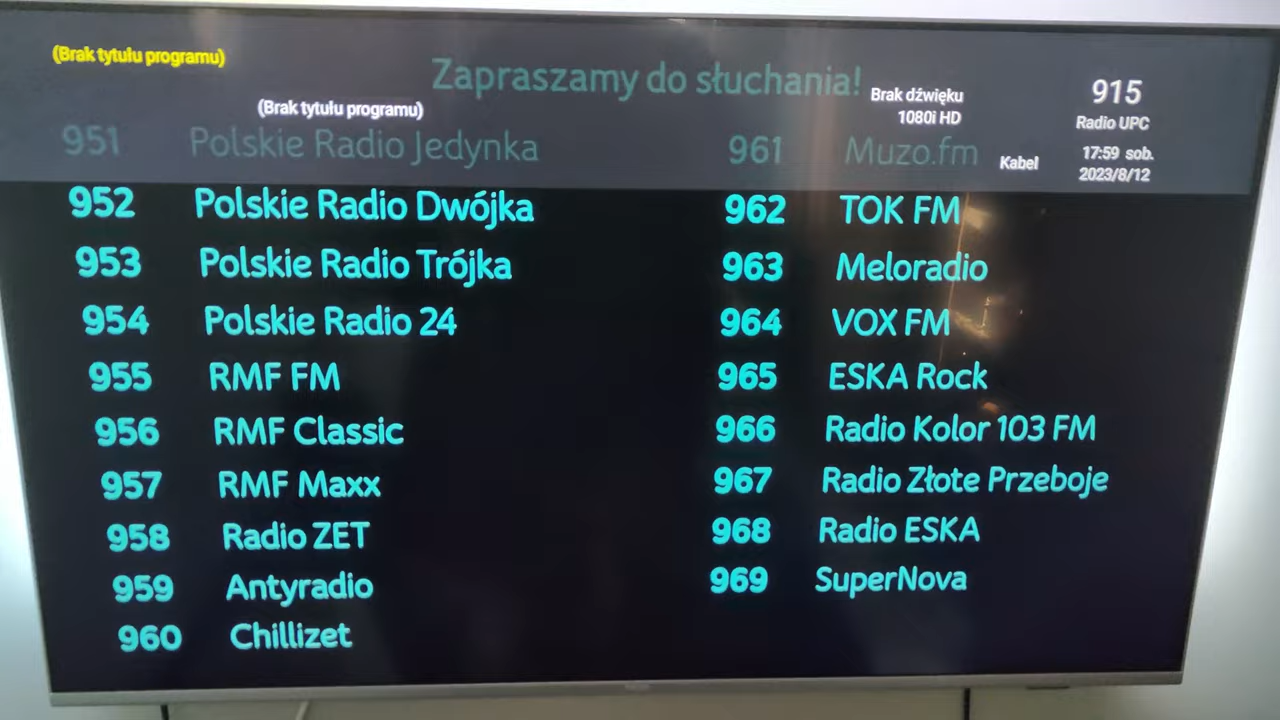 (Brak tytułu programu)
Zapraszamy do słuchania!
(Brak tytułu programu)
Brak dźwięku
1080i HD
915
Radio UPC
Kabel
17:59 sob.
2023/8/12
951 Polskie Radio Jedynka
952 Polskie Radio Dwójka
953 Polskie Radio Trójka
954 Polskie Radio 24
955 RMF FM
956 RMF Classic
957 RMF Maxx
958 Radio ZET
959 Antyradio
960 Chillizet
961 Muzo.fm
962 TOK FM
963 Meloradio
964 VOX FM
965 ESKA Rock
966 Radio Kolor 103 FM
967 Radio Złote Przeboje
968 Radio ESKA
969 SuperNova